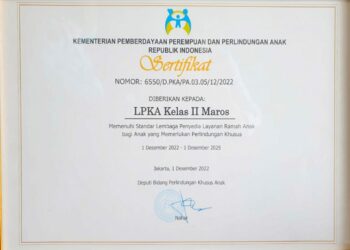 KEMENTERIAN PEMBERDAYAAN PEREMPUAN DAN PERLINDUNGAN ANAK
REPUBLIK INDONESIA
Sertifikat
NOMOR: 6550/D.PKA/PA.03.05/12/2022
DIBERIKAN KEPADA:
LPKA Kelas II Maros
Memenuhi Standar Lembaga Penyedia Layanan Ramah Anak
bagi Anak yang Memerlukan Perlindungan Khusus
1 Desember 2022 - 1 Desember 2025
Jakarta, 1 Desember 2022
Deputi Bidang Perlindungan Khusus Anak
Nahar